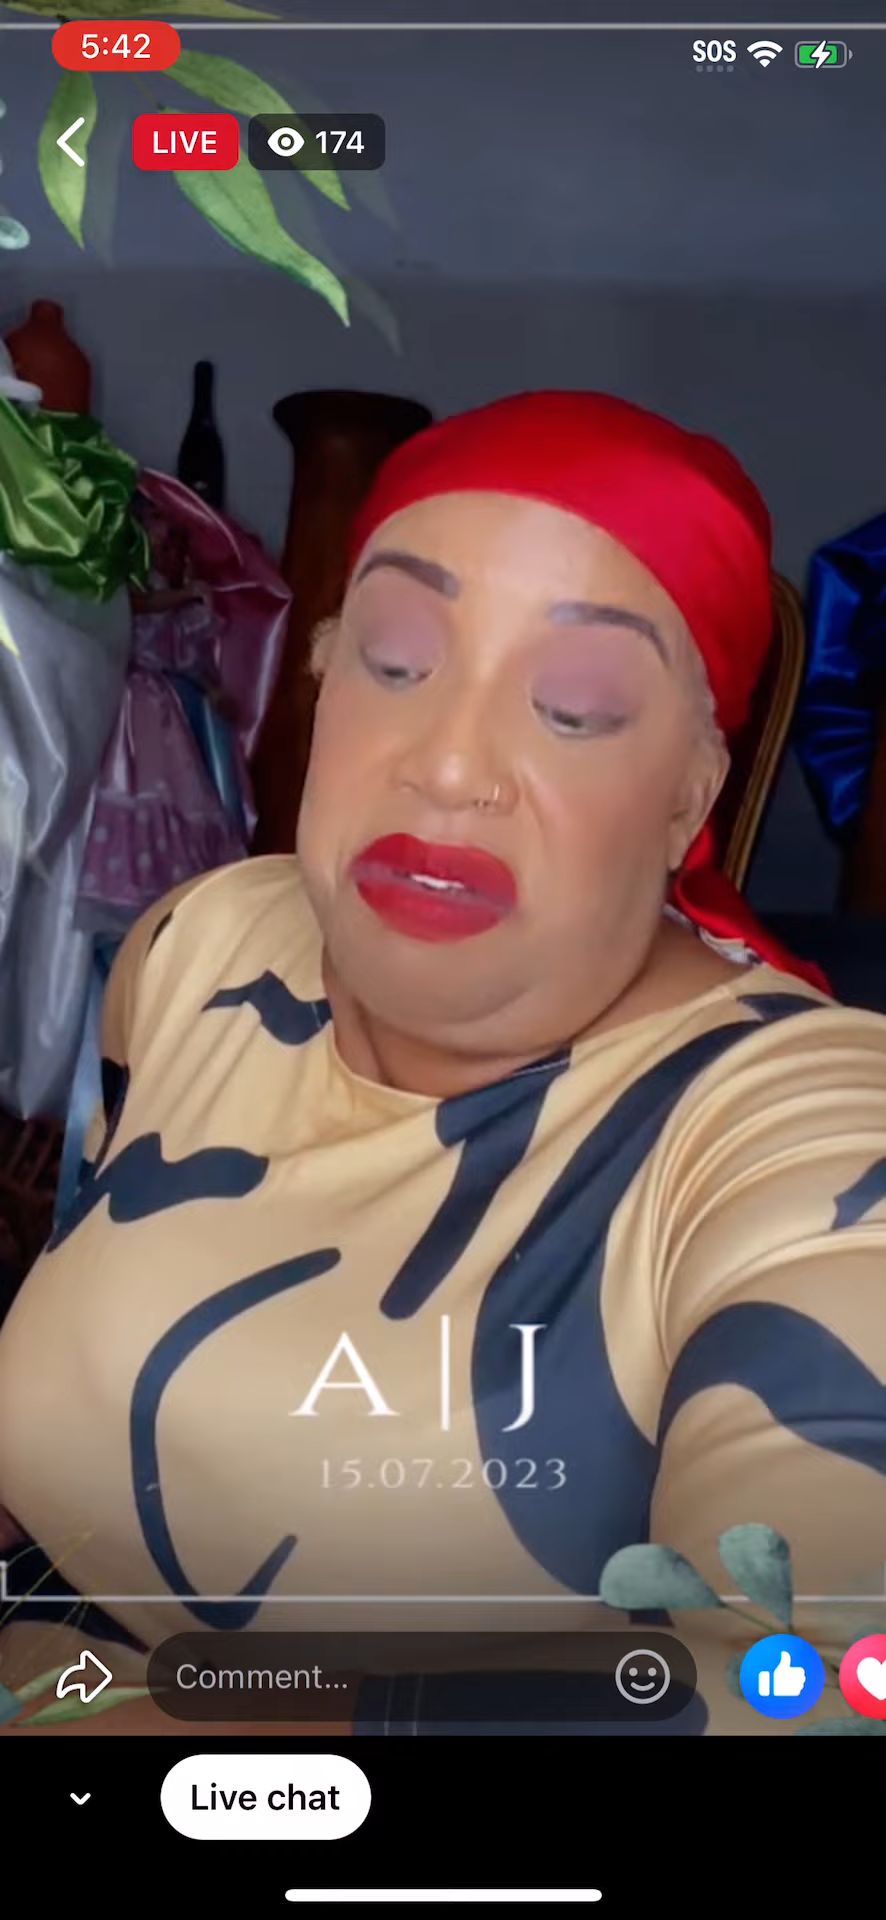 5:42
SOS
LIVE
174
A | J
15.07.2023
Comment...
Live chat